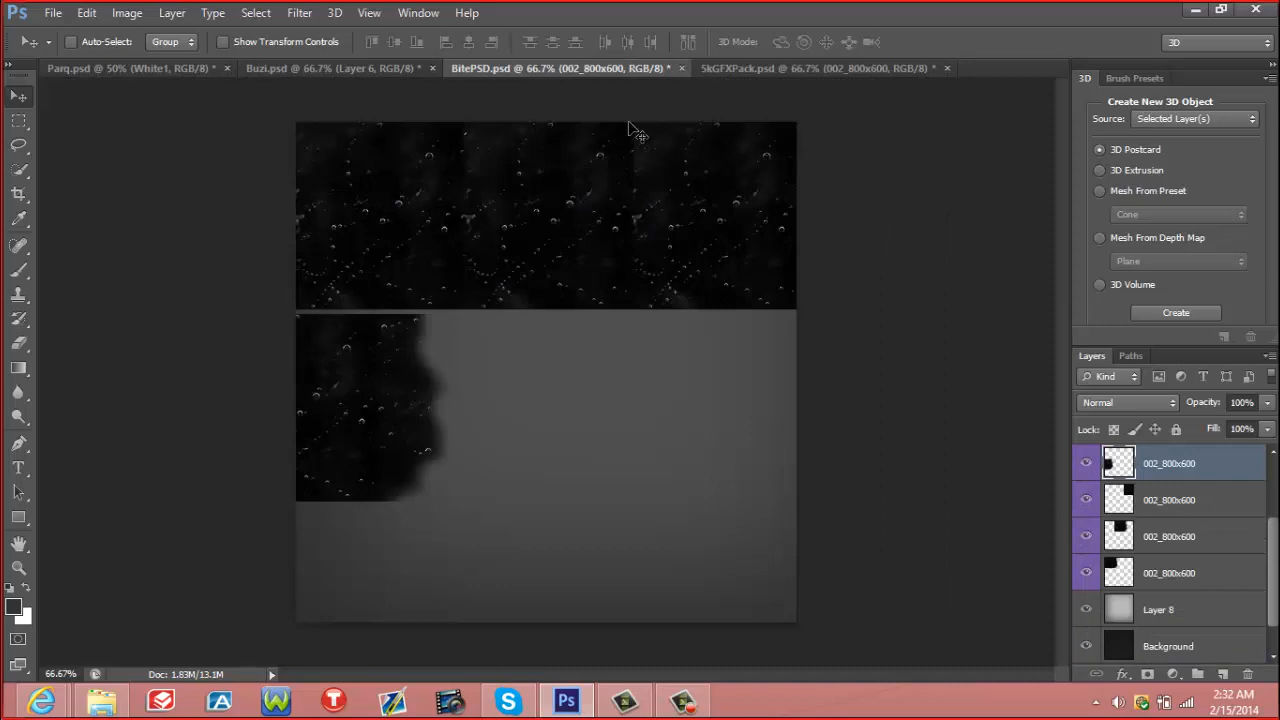 Ps File Edit Image Layer Type Select Filter 3D View Window Help
Auto-Select: Group Show Transform Controls 3D Mode: 3D
Parq.psd @ 50% (White1, RGB/8) * × Buzi.psd @ 66.7% (Layer 6, RGB/8) * × BitePSD.psd @ 66.7% (002_800x600, RGB/8) * × 5kGFXPack.psd @ 66.7% (002_800x600, RGB/8) * ×
3D Brush Presets
Create New 3D Object
Source: Selected Layer(s)
3D Postcard
3D Extrusion
Mesh From Preset
Cone
Mesh From Depth Map
Plane
3D Volume
Create
Layers Paths
Kind
Normal Opacity: 100%
Lock: Fill: 100%
002_800x600
002_800x600
002_800x600
002_800x600
Layer 8
Background
66.67% Doc: 1.83M/13.1M
2:32 AM
2/15/2014